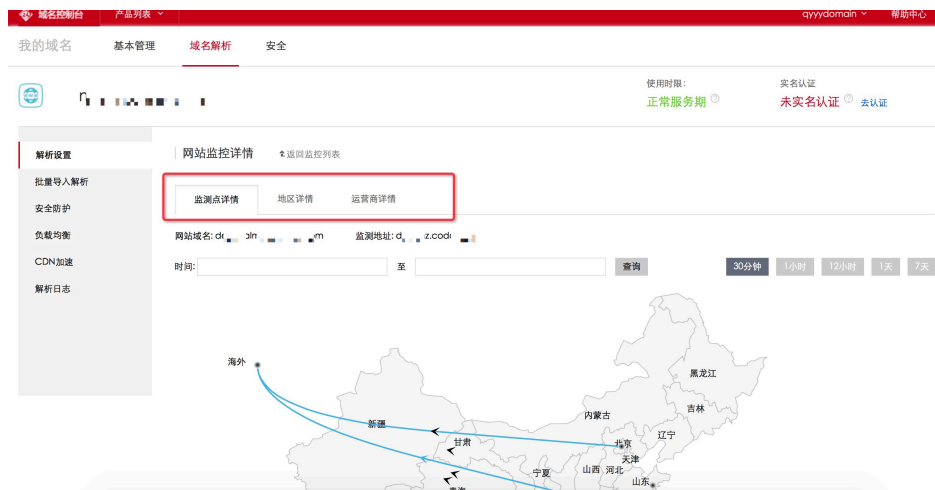 域名控制台 产品列表 qyyydomain 帮助中心
我的域名 基本管理 域名解析 安全
使用时限: 实名认证
正常服务期 未实名认证 去认证
解析设置 网站监控详情 返回监控列表
批量导入解析
安全防护 监测点详情 地区详情 运营商详情
负载均衡 网站域名: 监测地址:
CDN加速 时间: 至 查询 30分钟 1小时 12小时 1天 7天
解析日志
海外
黑龙江
内蒙古 吉林
新疆 辽宁
甘肃 北京
天津
宁夏 山西 河北
山东
青海